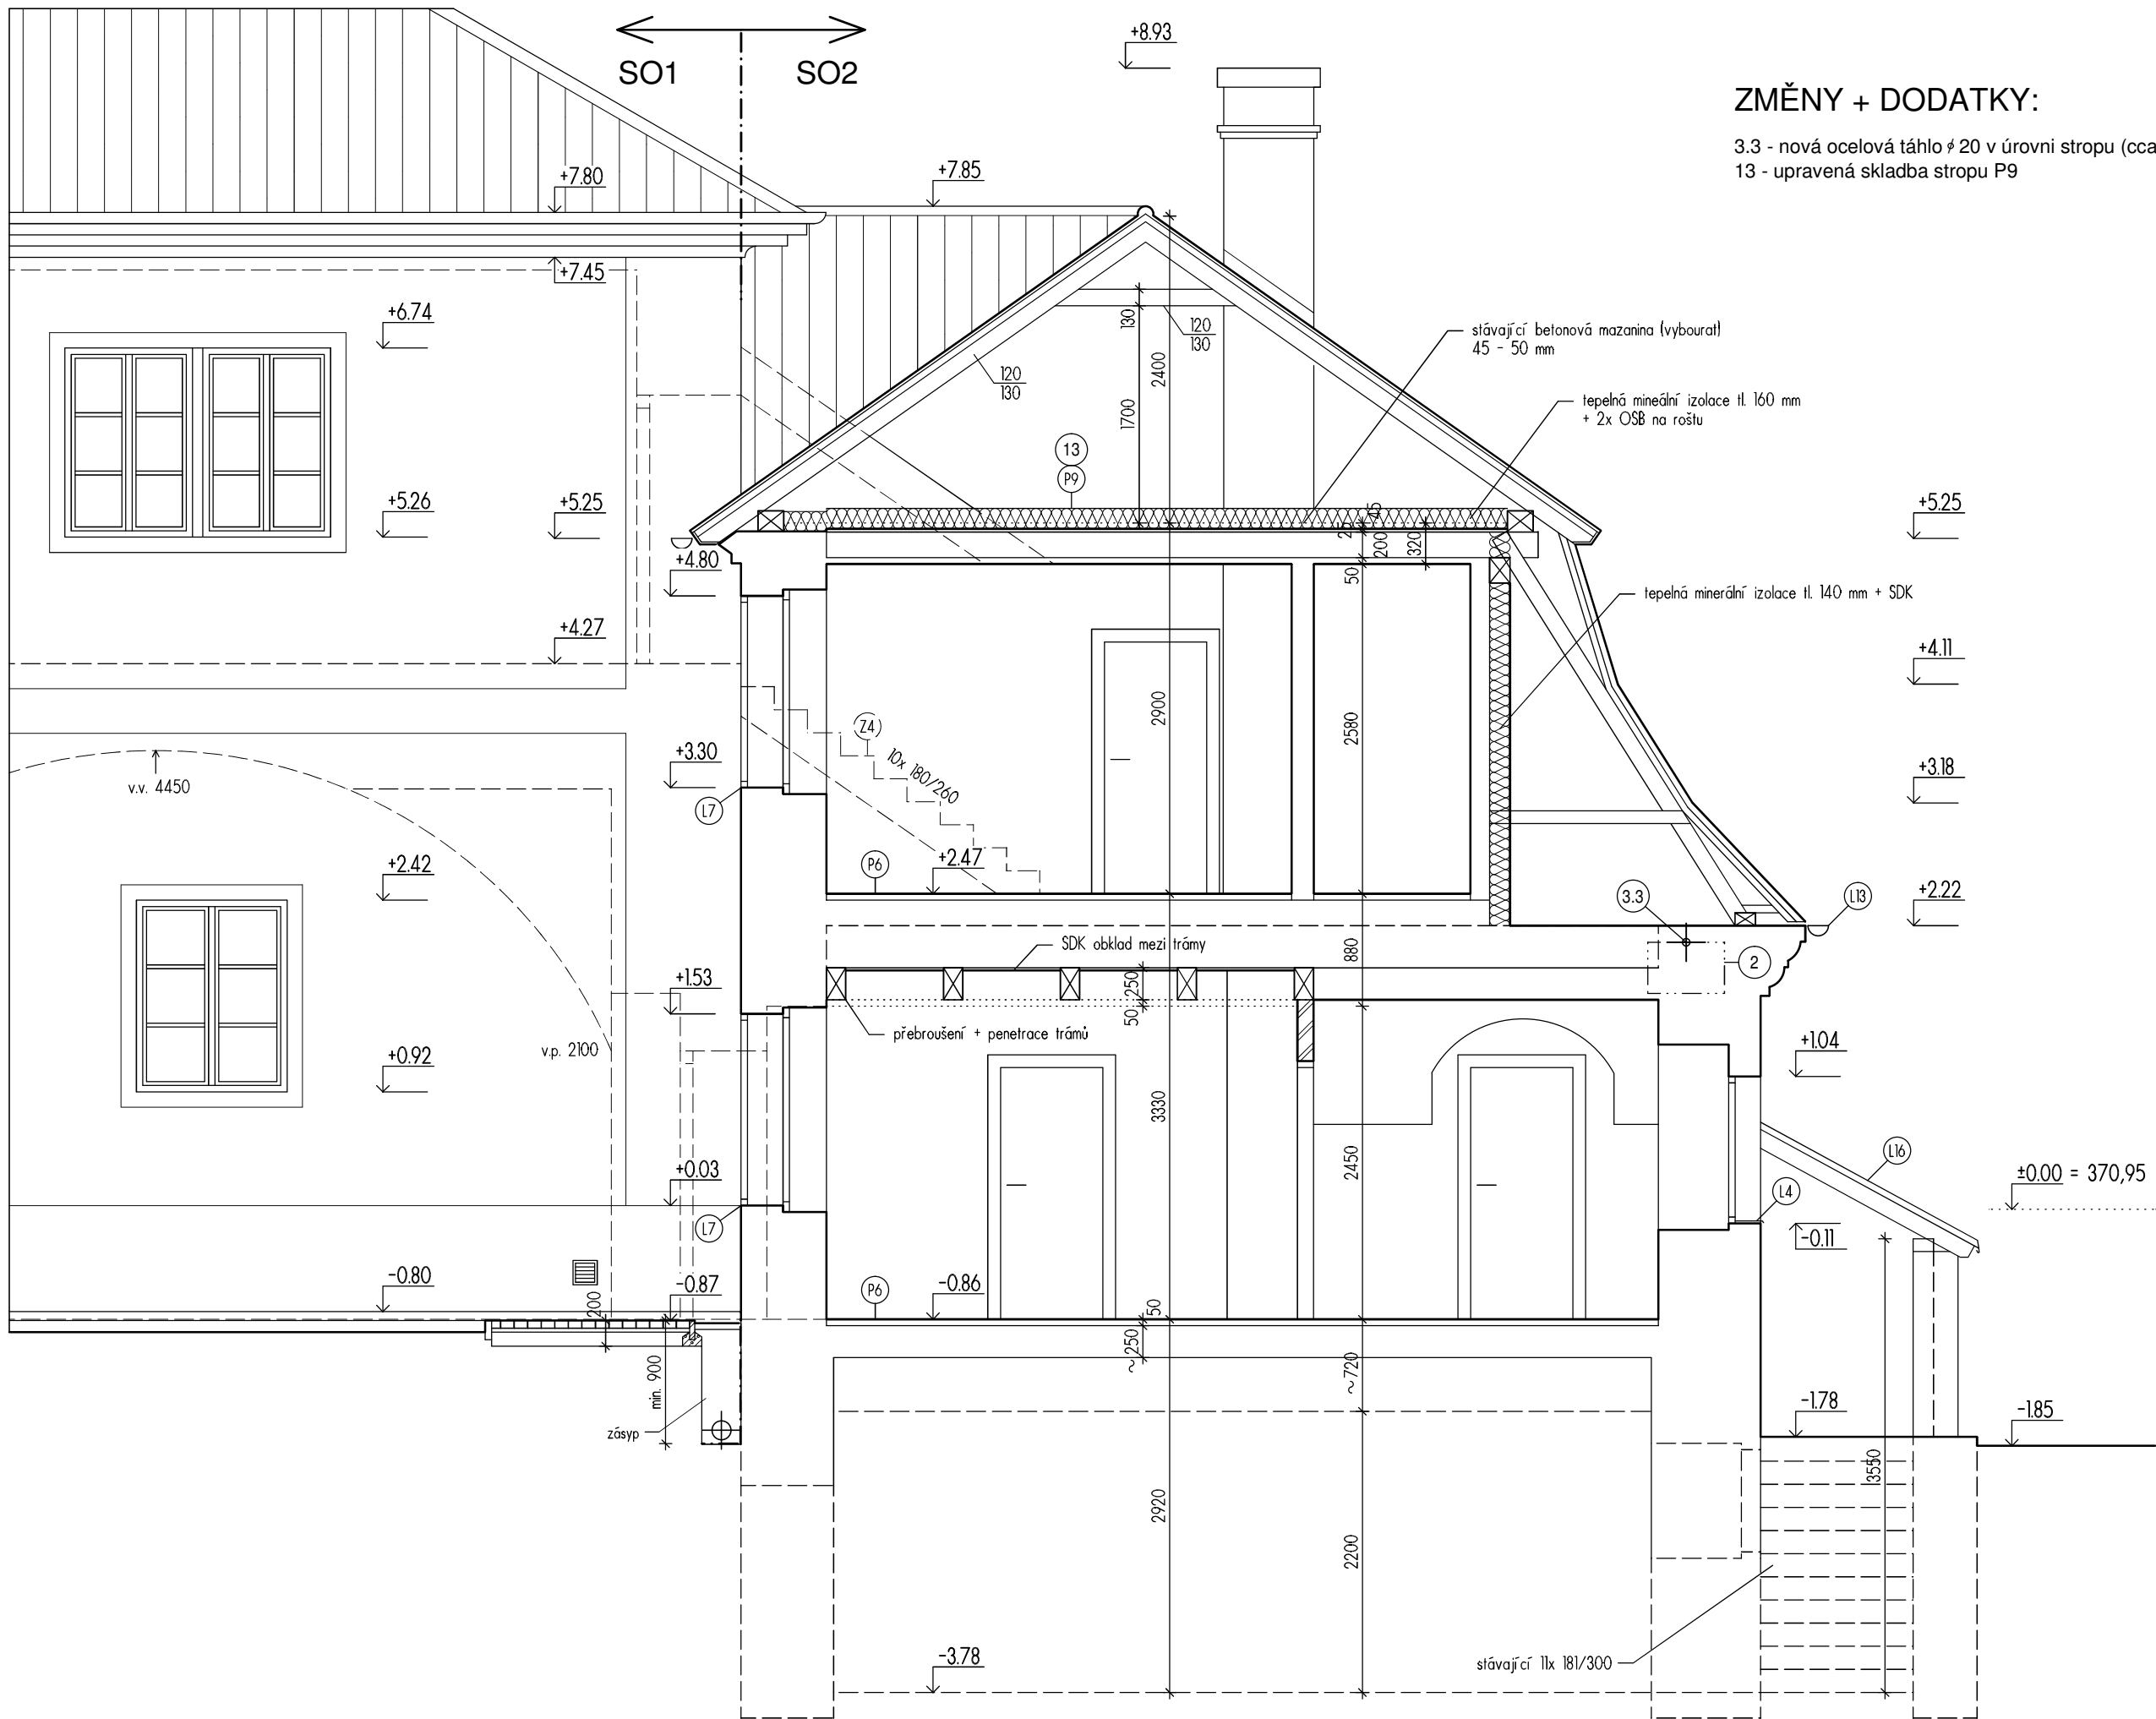 SO1
SO2
+8.93
ZMĚNY + DODATKY:
3.3 - nová ocelová táhlo ∮ 20 v úrovni stropu (cca
13 - upravená skladba stropu P9
+7.80
+7.85
+7.45
+6.74
120
130
130
120
130
2400
1700
stávající betonová mazanina (vybourat)
45 - 50 mm
tepelná mineální izolace tl. 160 mm
+ 2x OSB na roštu
13
P9
+5.26
+5.25
+5.25
45
25
200
320
50
+4.80
tepelná minerální izolace tl. 140 mm + SDK
+4.27
+4.11
2900
2580
Z4)
10x 180/260
+3.30
+3.18
v.v. 4450
L7
+2.42
P6
+2.47
3.3
L13
+2.22
SDK obklad mezi trámy
880
2
+1.53
250
50
přebroušení + penetrace trámů
v.p. 2100
+0.92
+1.04
3330
2450
+0.03
L16
±0.00 = 370,95
L7
L4
-0.11
-0.80
-0.87
P6
-0.86
200
50
~ 250
min. 900
~720
zásyp
-1.78
-1.85
3550
2920
2200
-3.78
stávající 11x 181/300